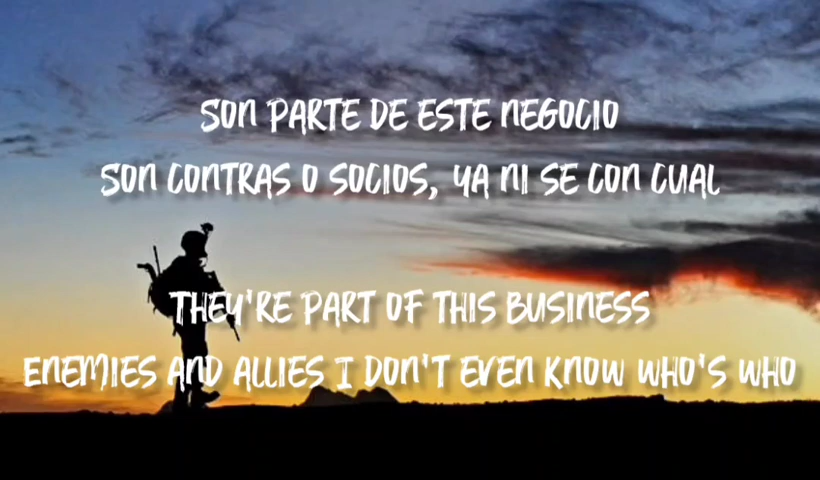 SON PARTE DE ESTE NEGOCIO
SON CONTRAS O SOCIOS, YA NI SE CON CUAL
THEY'RE PART OF THIS BUSINESS
ENEMIES AND ALLIES I DON'T EVEN KNOW WHO'S WHO